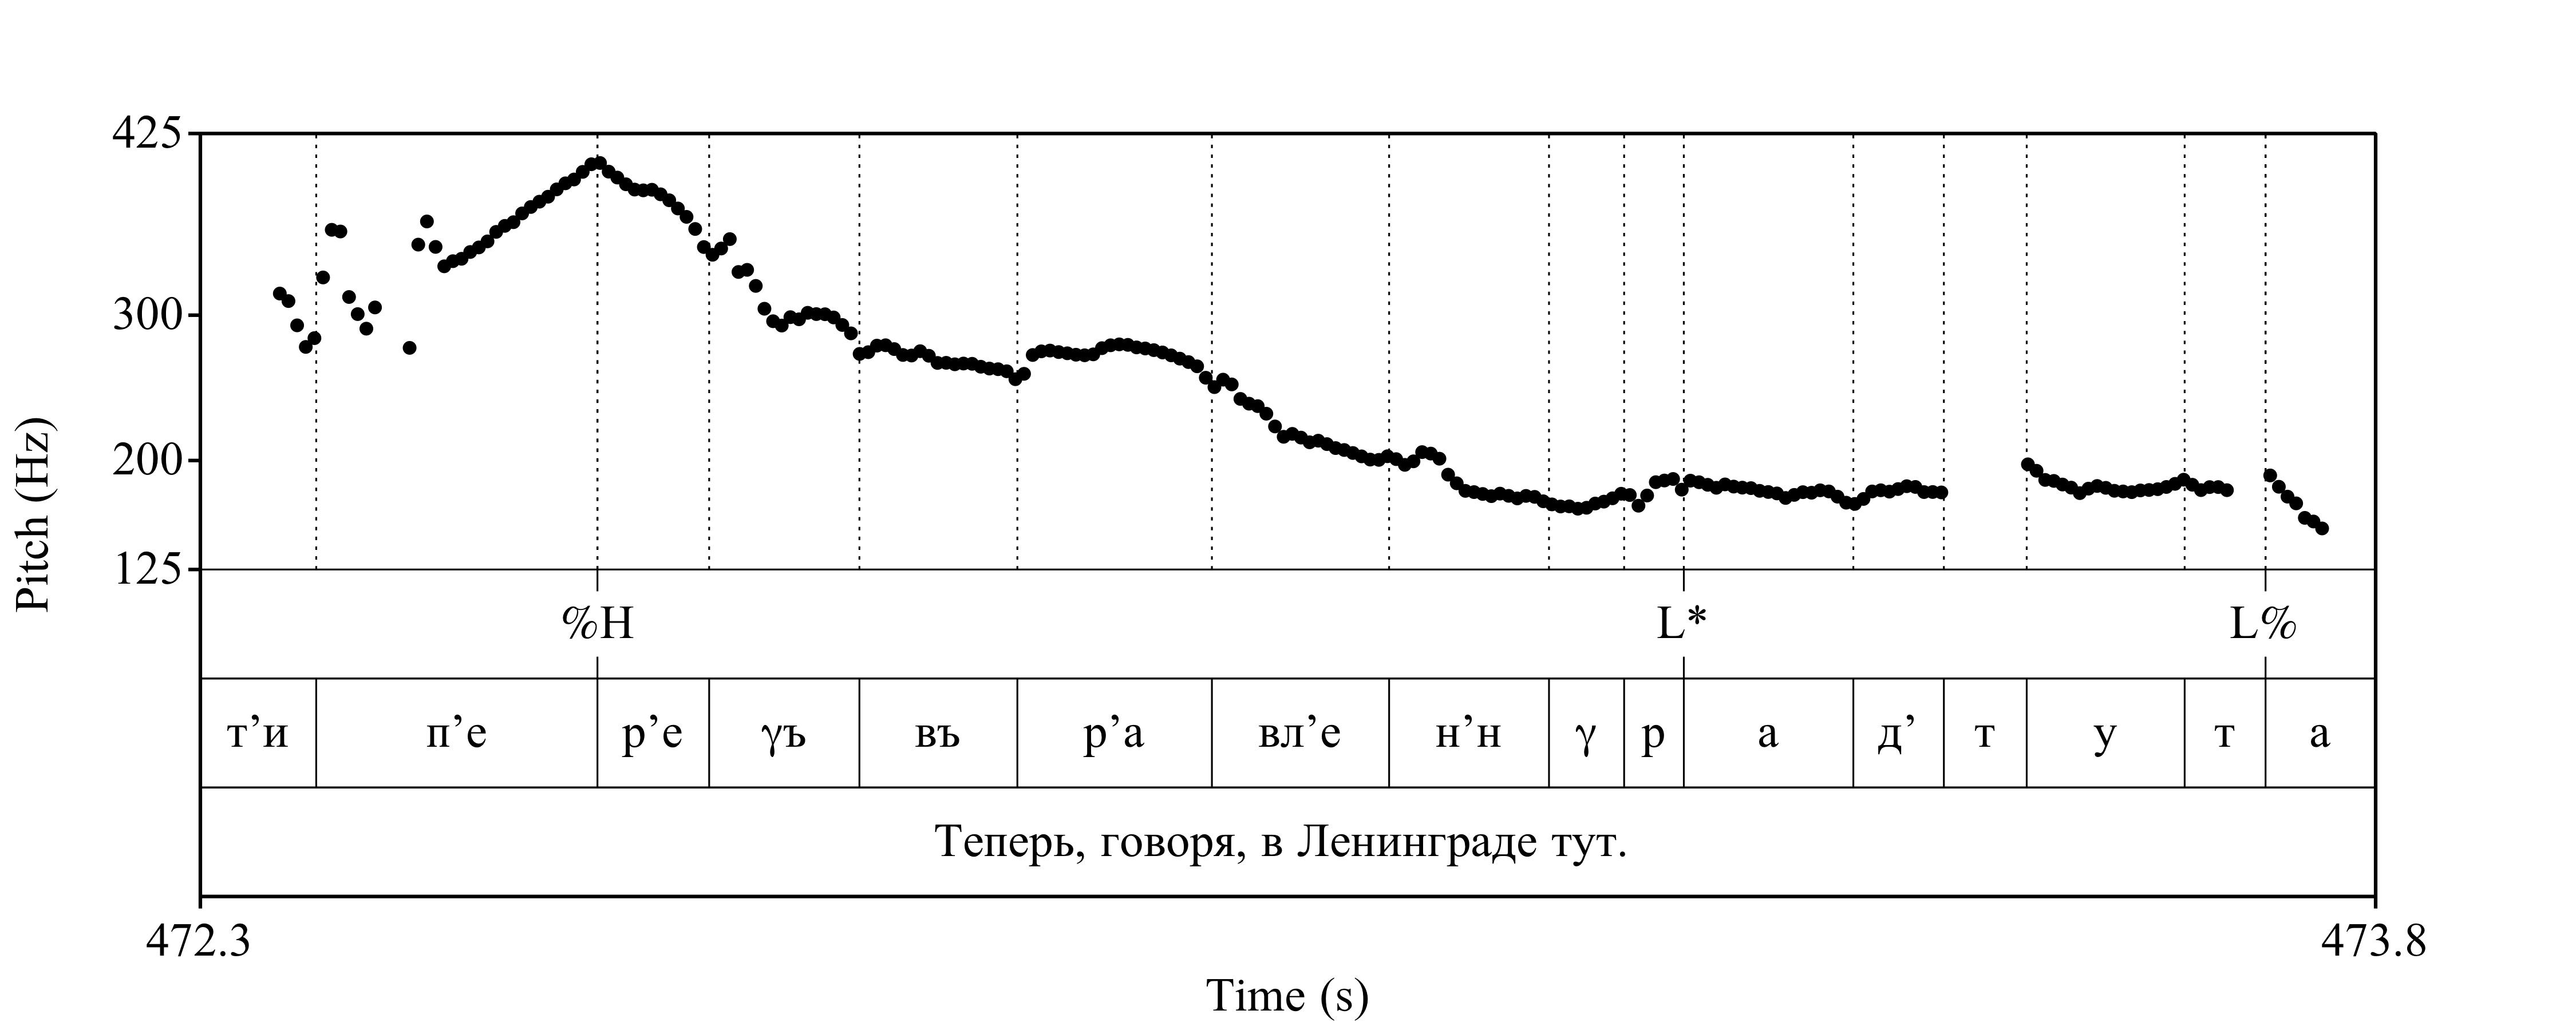 425
300
200
125
Pitch (Hz)
%H L* L%
т’и п’е р’е γъ въ р’а вл’е н’н γ р а д’ т у т а
Теперь, говоря, в Ленинграде тут.
472.3 473.8
Time (s)